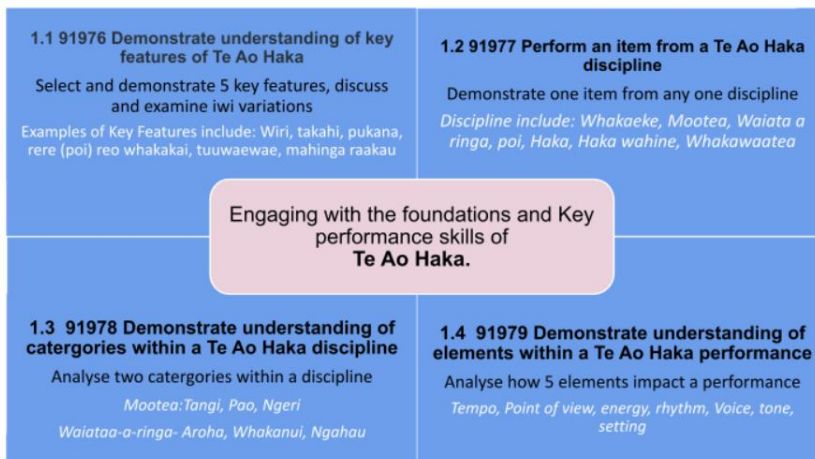 1.1 91976 Demonstrate understanding of key
features of Te Ao Haka
Select and demonstrate 5 key features, discuss
and examine iwi variations
Examples of Key Features include: Wiri, takahi, pukana,
rere (poi) reo whakakai, tuuwaewae, mahinga raakau
1.2 91977 Perform an item from a Te Ao Haka
discipline
Demonstrate one item from any one discipline
Discipline include: Whakaeke, Mootea, Waiata a
ringa, poi, Haka, Haka wahine, Whakawaatea
Engaging with the foundations and Key
performance skills of
Te Ao Haka.
1.3 91978 Demonstrate understanding of
catergories within a Te Ao Haka discipline
Analyse two catergories within a discipline
Mootea:Tangi, Pao, Ngeri
Waiataa-a-ringa- Aroha, Whakanui, Ngahau
1.4 91979 Demonstrate understanding of
elements within a Te Ao Haka performance
Analyse how 5 elements impact a performance
Tempo, Point of view, energy, rhythm, Voice, tone,
setting